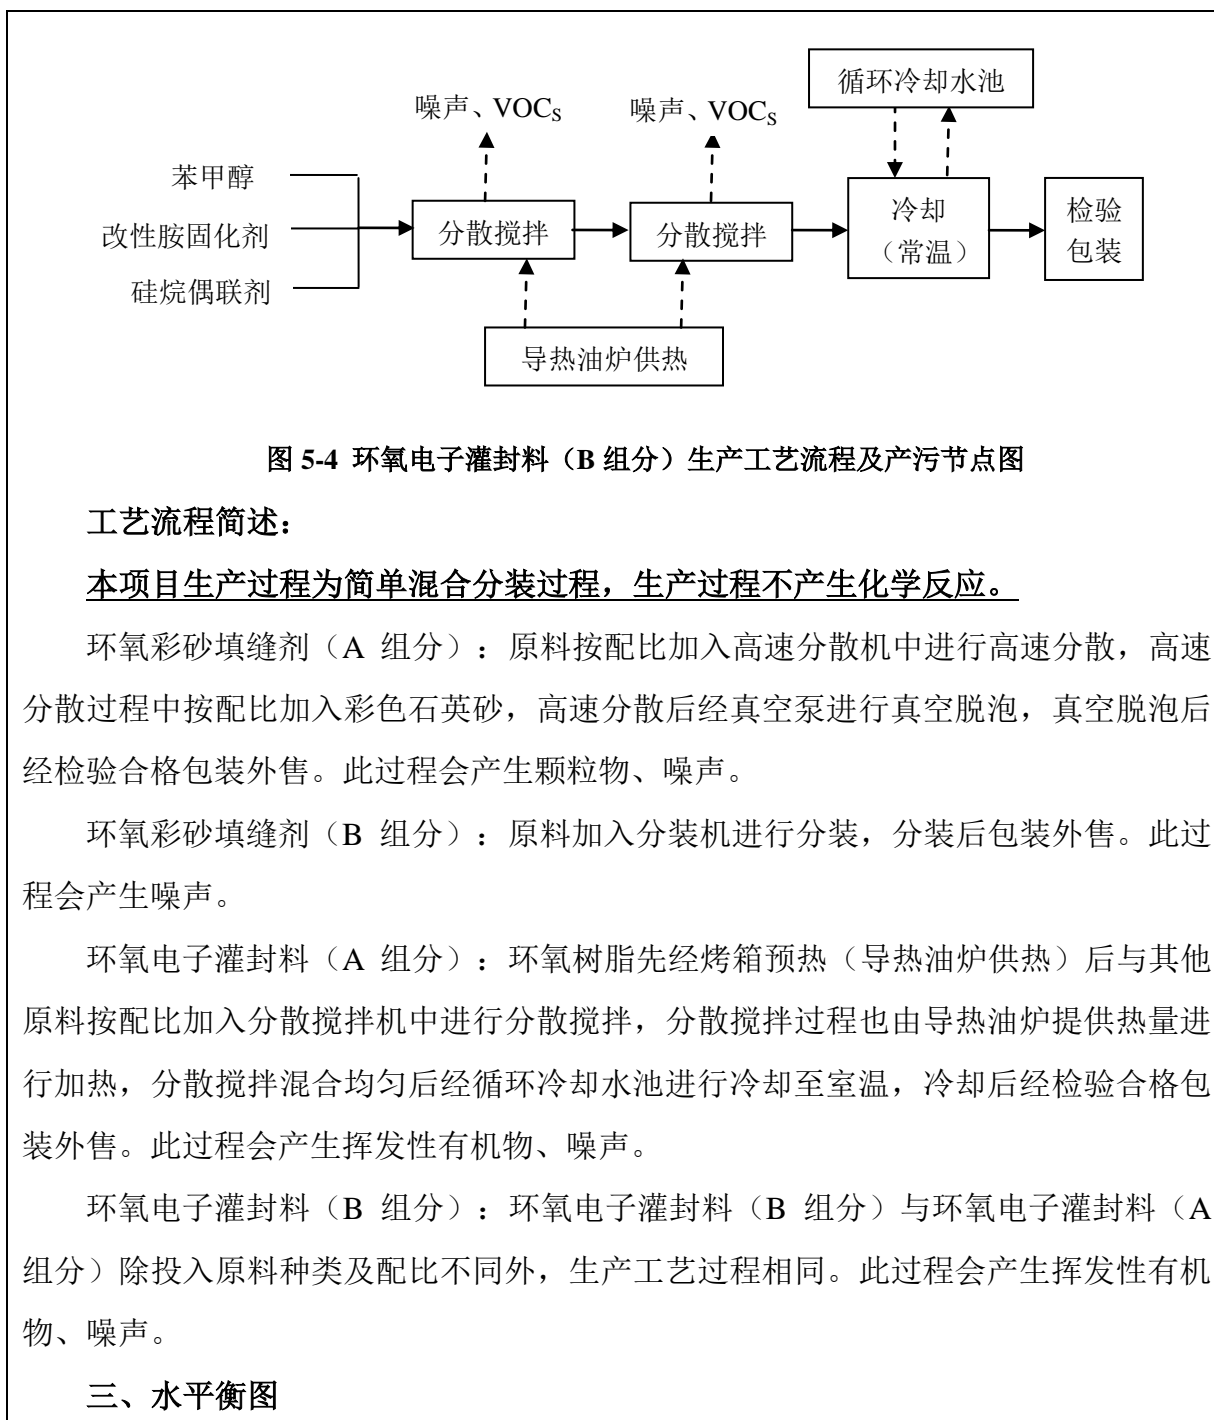 循环冷却水池
噪声、VOCS
噪声、VOCS
苯甲醇
改性胺固化剂
硅烷偶联剂
分散搅拌
分散搅拌
冷却
（常温）
检验
包装
导热油炉供热
图 5-4 环氧电子灌封料（B 组分）生产工艺流程及产污节点图
工艺流程简述：
本项目生产过程为简单混合分装过程，生产过程不产生化学反应。
环氧彩砂填缝剂（A 组分）：原料按配比加入高速分散机中进行高速分散，高速
分散过程中按配比加入彩色石英砂，高速分散后经真空泵进行真空脱泡，真空脱泡后
经检验合格包装外售。此过程会产生颗粒物、噪声。
环氧彩砂填缝剂（B 组分）：原料加入分装机进行分装，分装后包装外售。此过
程会产生噪声。
环氧电子灌封料（A 组分）：环氧树脂先经烤箱预热（导热油炉供热）后与其他
原料按配比加入分散搅拌机中进行分散搅拌，分散搅拌过程也由导热油炉提供热量进
行加热，分散搅拌混合均匀后经循环冷却水池进行冷却至室温，冷却后经检验合格包
装外售。此过程会产生挥发性有机物、噪声。
环氧电子灌封料（B 组分）：环氧电子灌封料（B 组分）与环氧电子灌封料（A
组分）除投入原料种类及配比不同外，生产工艺过程相同。此过程会产生挥发性有机
物、噪声。
三、水平衡图